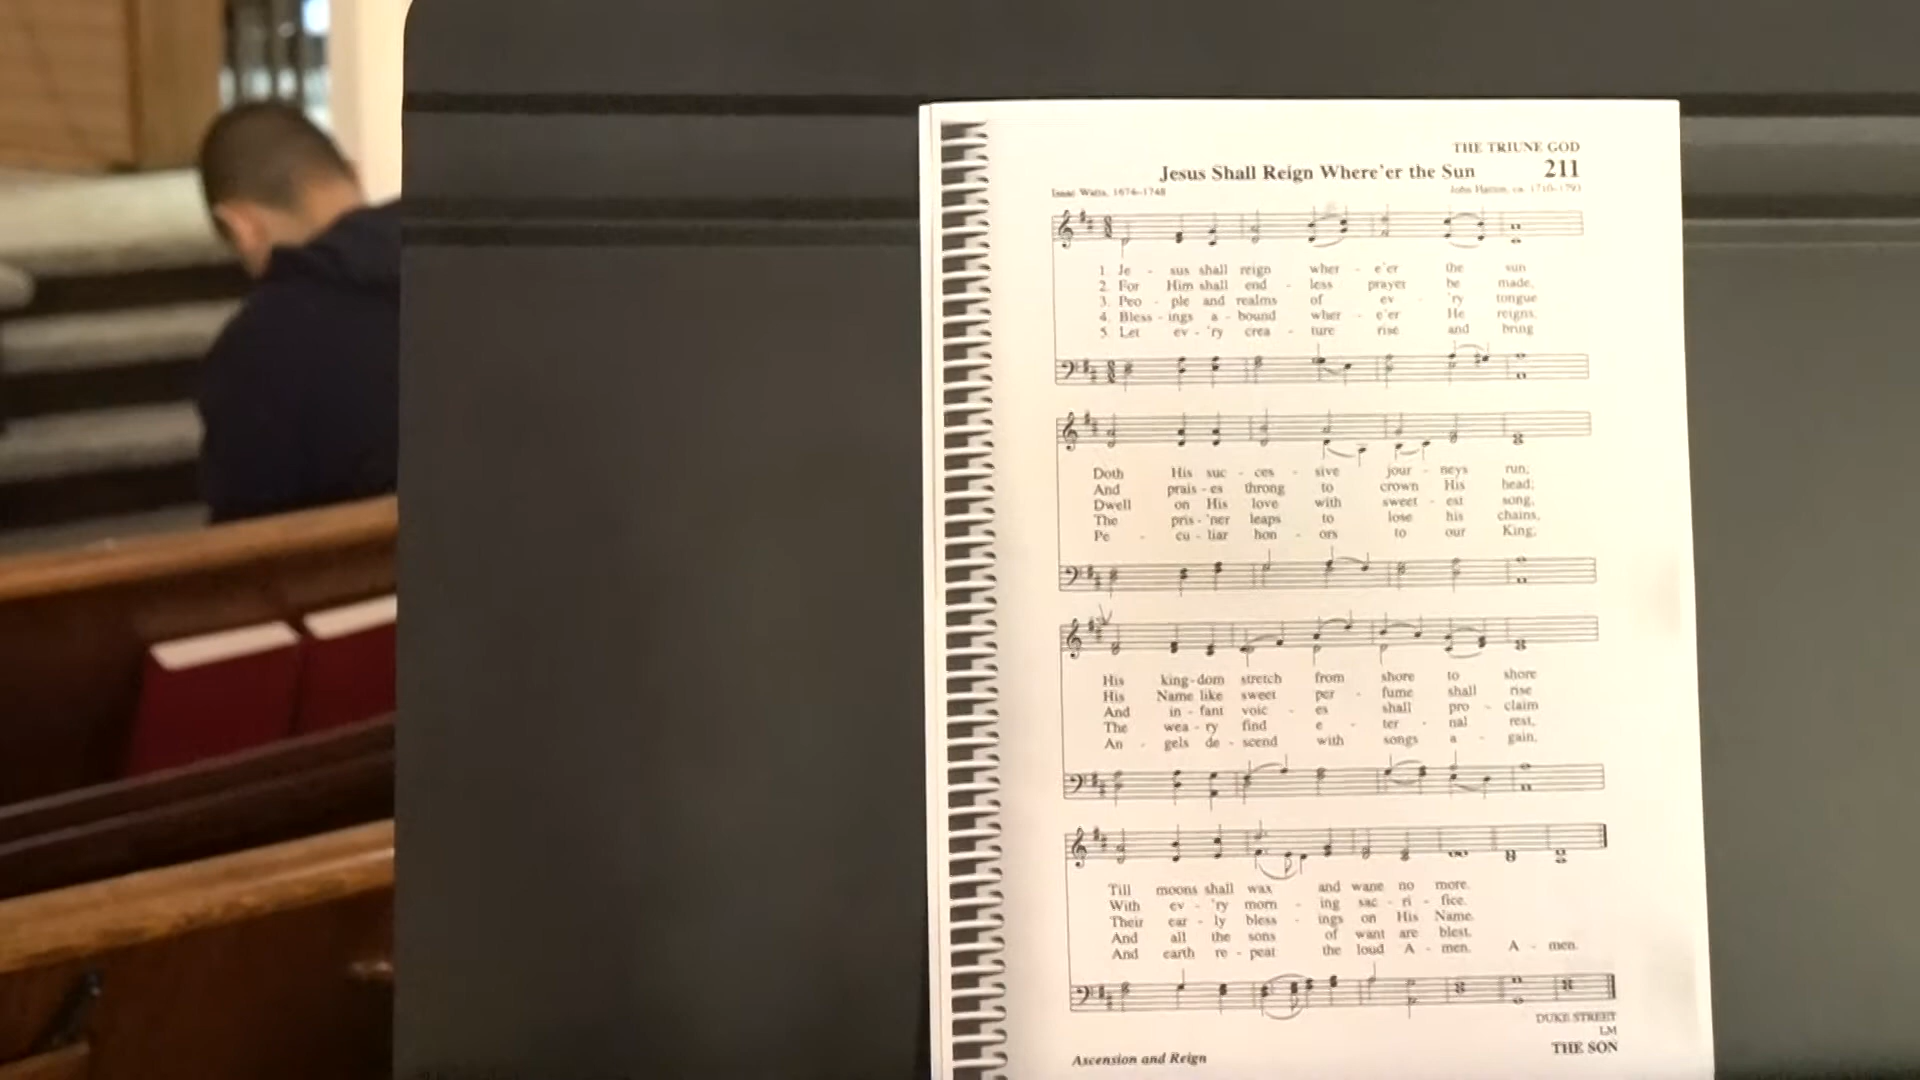 THE TRIUNE GOD
Jesus Shall Reign Where'er the Sun 211
Isaac Watts, 1674-1748 John Hatton, ca. 1710-1793
1. Je - sus shall reign wher - e'er the sun
2. For Him shall end - less prayer be made,
3. Peo - ple and realms of ev - 'ry tongue
4. Bless - ings a - bound wher - e'er He reigns,
5. Let ev - 'ry crea - ture rise and bring
Doth His suc - ces - sive jour - neys run;
And prais - es throng to crown His head;
Dwell on His love with sweet - est song,
The pris - 'ner leaps to lose his chains,
Pe - cu - liar hon - ors to our King,
His king - dom stretch from shore to shore
His Name like sweet per - fume shall rise
And in - fant voic - es shall pro - claim
The wea - ry find e - ter - nal rest,
An - gels de - scend with songs a - gain,
Till moons shall wax and wane no more.
With ev - 'ry morn - ing sac - ri - fice.
Their ear - ly bless - ings on His Name.
And all the sons of want are blest.
And earth re - peat the loud A - men. A - men.
DUKE STREET
LM
Ascension and Reign THE SON